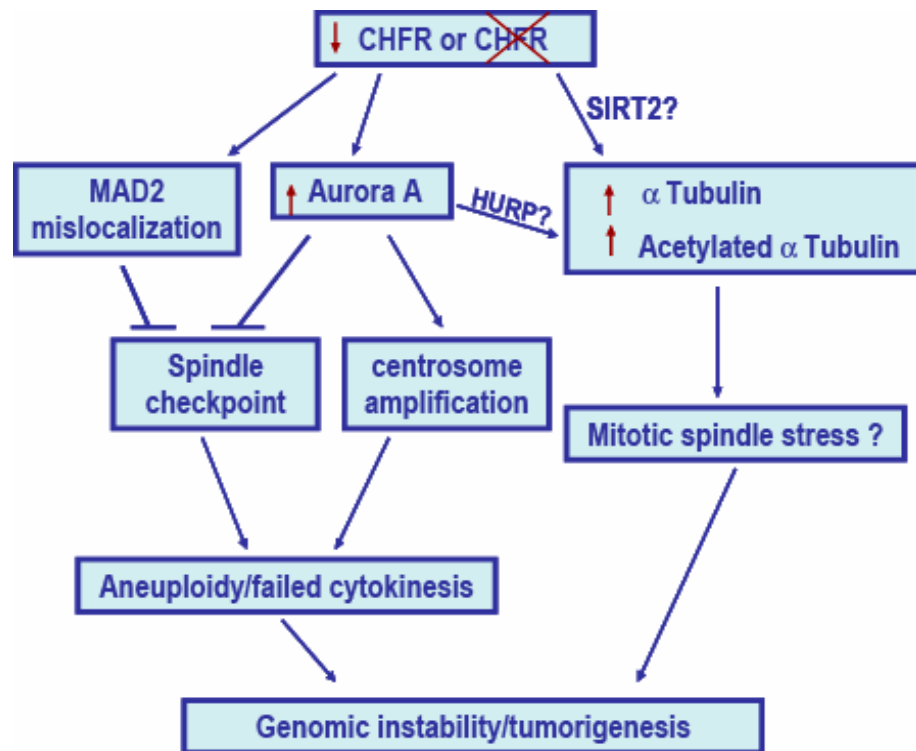 CHFR or CHFR
SIRT2?
MAD2
mislocalization
Aurora A
HURP?
α Tubulin
Acetylated α Tubulin
Spindle
checkpoint
centrosome
amplification
Mitotic spindle stress ?
Aneuploidy/failed cytokinesis
Genomic instability/tumorigenesis